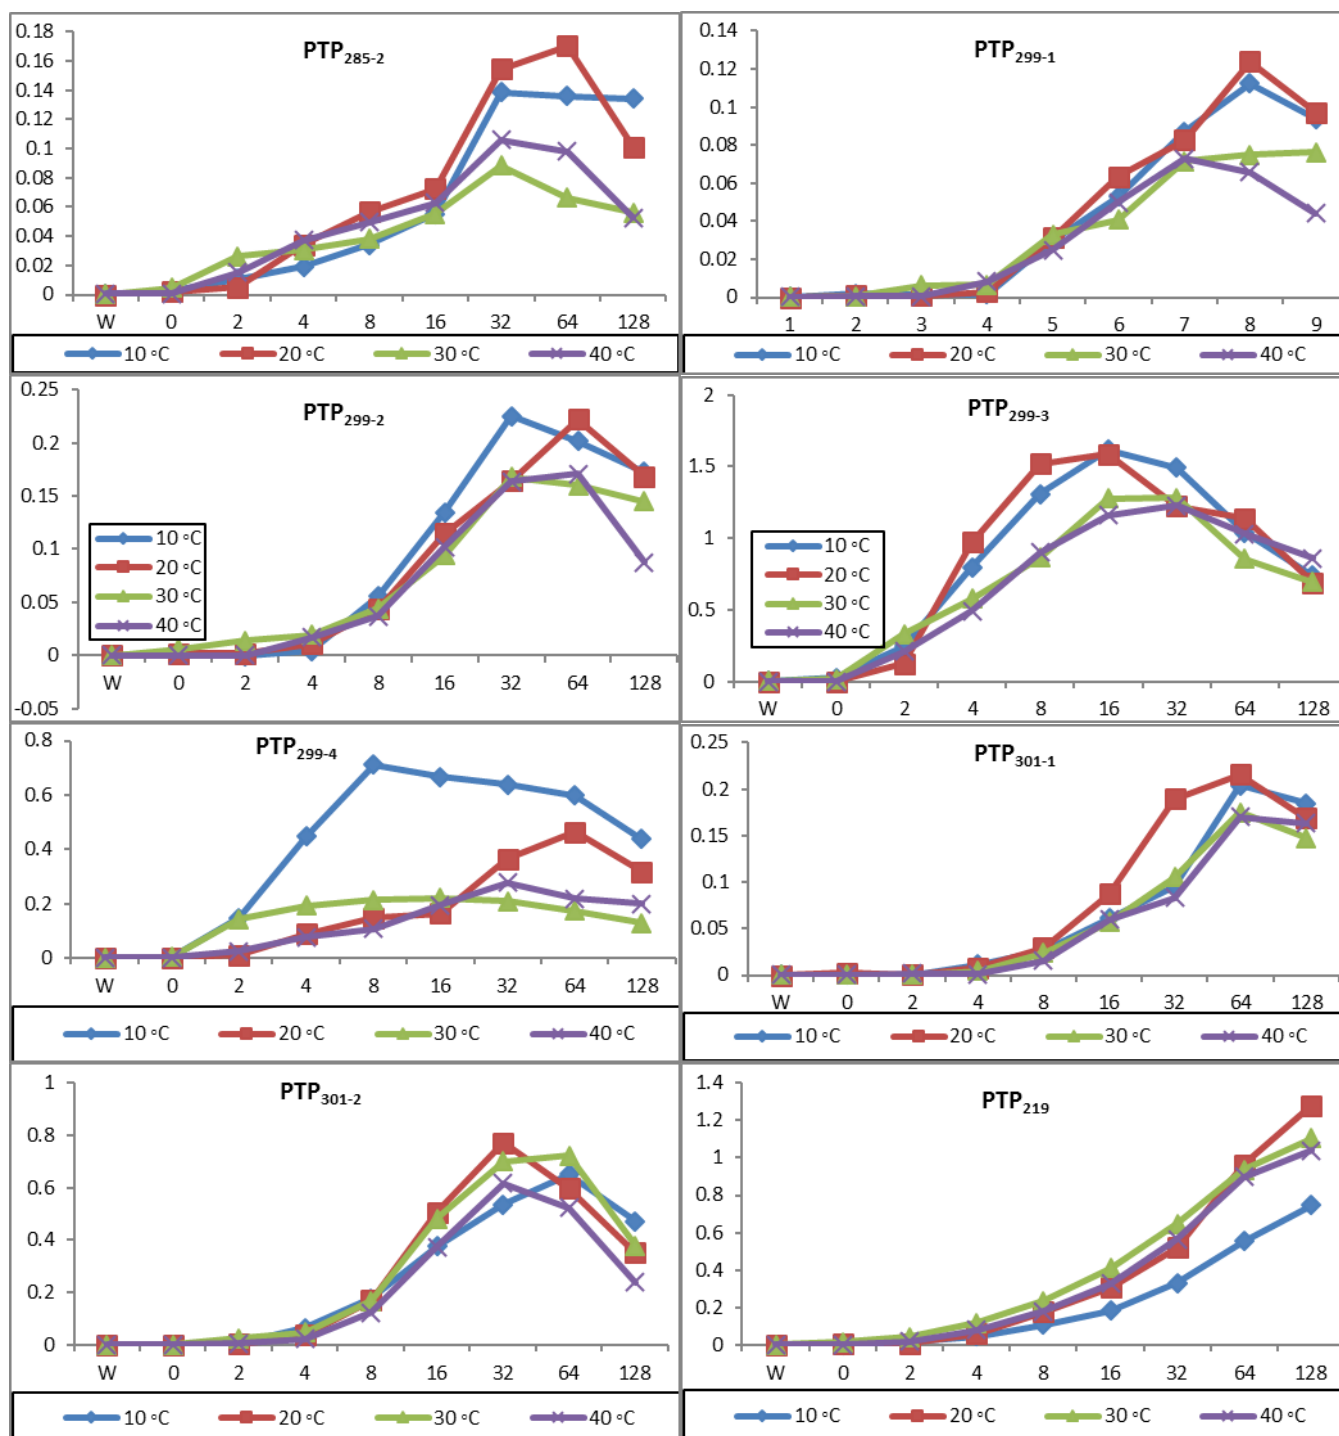 PTP285-2
0.18
0.16
0.14
0.12
0.1
0.08
0.06
0.04
0.02
0
W 0 2 4 8 16 32 64 128
10 °C 20 °C 30 °C 40 °C
PTP299-1
0.14
0.12
0.1
0.08
0.06
0.04
0.02
0
1 2 3 4 5 6 7 8 9
10 °C 20 °C 30 °C 40 °C
PTP299-2
0.25
0.2
0.15
0.1
0.05
0
-0.05
10 °C
20 °C
30 °C
40 °C
W 0 2 4 8 16 32 64 128
PTP299-3
2
1.5
1
0.5
0
10 °C
20 °C
30 °C
40 °C
W 0 2 4 8 16 32 64 128
PTP299-4
0.8
0.6
0.4
0.2
0
W 0 2 4 8 16 32 64 128
10 °C 20 °C 30 °C 40 °C
PTP301-1
0.25
0.2
0.15
0.1
0.05
0
W 0 2 4 8 16 32 64 128
10 °C 20 °C 30 °C 40 °C
PTP301-2
1
0.8
0.6
0.4
0.2
0
W 0 2 4 8 16 32 64 128
10 °C 20 °C 30 °C 40 °C
PTP219
1.4
1.2
1
0.8
0.6
0.4
0.2
0
W 0 2 4 8 16 32 64 128
10 °C 20 °C 30 °C 40 °C